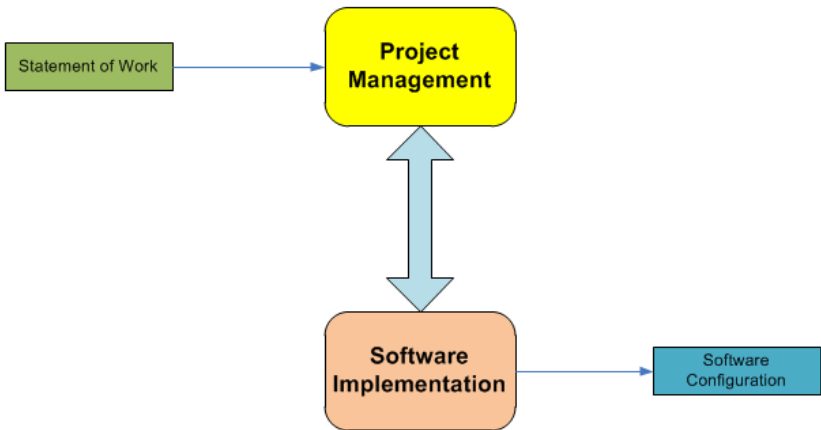 Project
Management
Statement of Work
Software
Implementation
Software
Configuration